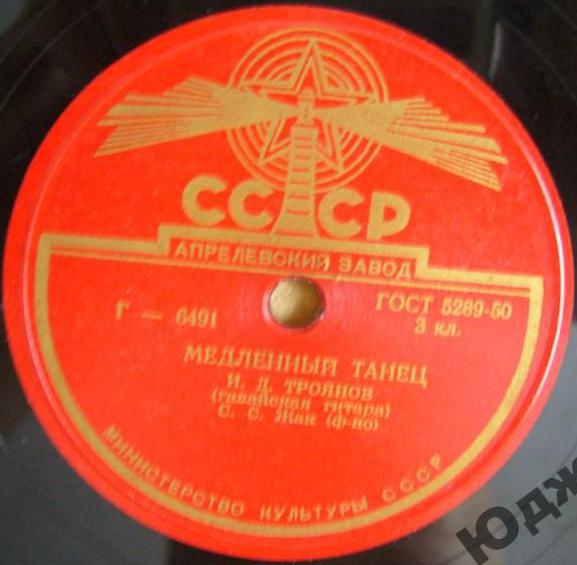 СССР
АПРЕЛЕВСКИЙ ЗАВОД
Г — 6491
ГОСТ 5289-50
3 кл.
МЕДЛЕННЫЙ ТАНЕЦ
И. Д. ТРОЯНОВ
(гавайская гитара)
С. С. Жак (ф-но)
МИНИСТЕРСТВО КУЛЬТУРЫ СССР
ЮДЖ